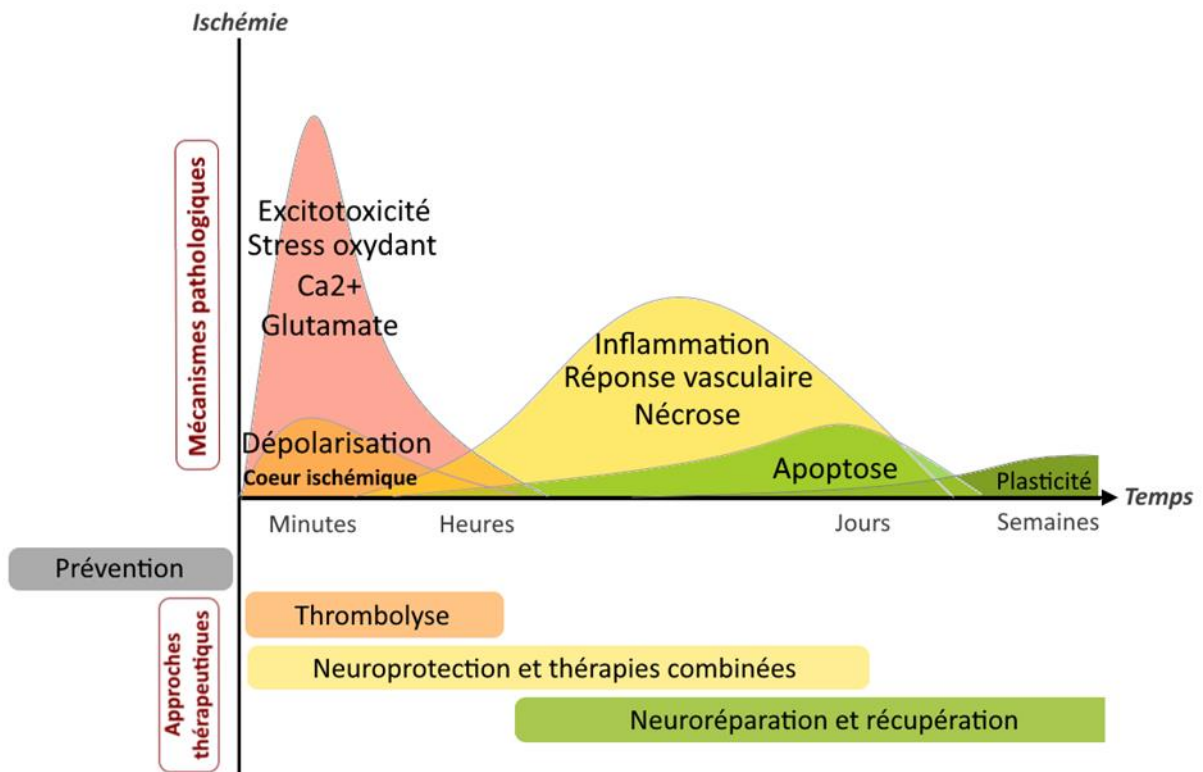 Ischémie
Mécanismes pathologiques
Excitotoxicité
Stress oxydant
Ca2+
Glutamate
Dépolarisation
Coeur ischémique
Inflammation
Réponse vasculaire
Nécrose
Apoptose
Plasticité
Temps
Minutes
Heures
Jours
Semaines
Prévention
Approches
thérapeutiques
Thrombolyse
Neuroprotection et thérapies combinées
Neuroréparation et récupération